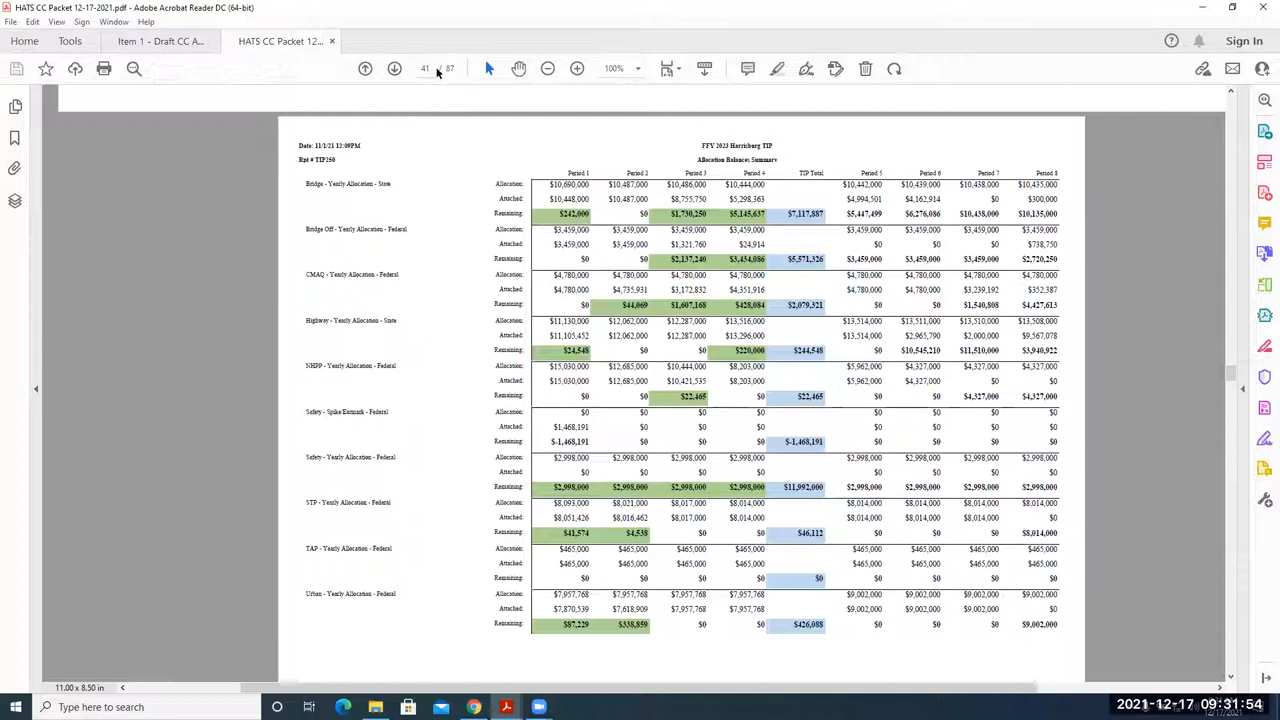 HATS CC Packet 12-17-2021.pdf - Adobe Acrobat Reader DC (64-bit)
File Edit View Sign Window Help
Home Tools Item 1 - Draft CC A... HATS CC Packet 12... × Sign In
41 / 87 100%
Date: 11/1/21 12:09PM FFY 2023 Harrisburg TIP
Rpt # TIP250 Allocation Balance Summary
Period 1 Period 2 Period 3 Period 4 TIP Total Period 5 Period 6 Period 7 Period 8
Bridge - Yearly Allocation - State Allocation: $10,690,000 $10,487,000 $10,486,000 $10,444,000 $10,442,000 $10,439,000 $10,438,000 $10,435,000
Attached: $10,448,000 $10,487,000 $8,755,750 $5,298,363 $4,994,501 $4,162,914 $0 $300,000
Remaining: $242,000 $0 $1,730,250 $5,145,637 $7,117,887 $5,447,499 $6,276,086 $10,438,000 $10,135,000
Bridge Off - Yearly Allocation - Federal Allocation: $3,459,000 $3,459,000 $3,459,000 $3,459,000 $3,459,000 $3,459,000 $3,459,000 $3,459,000
Attached: $3,459,000 $3,459,000 $1,321,760 $24,914 $0 $0 $0 $738,750
Remaining: $0 $0 $2,137,240 $3,434,086 $5,571,326 $3,459,000 $3,459,000 $3,459,000 $2,720,250
CMAQ - Yearly Allocation - Federal Allocation: $4,780,000 $4,780,000 $4,780,000 $4,780,000 $4,780,000 $4,780,000 $4,780,000 $4,780,000
Attached: $4,780,000 $4,735,931 $3,172,832 $4,351,916 $4,780,000 $4,780,000 $3,239,192 $352,387
Remaining: $0 $44,069 $1,607,168 $428,084 $2,079,321 $0 $0 $1,540,808 $4,427,613
Highway - Yearly Allocation - State Allocation: $11,130,000 $12,062,000 $12,287,000 $13,516,000 $13,514,000 $13,511,000 $13,510,000 $13,508,000
Attached: $11,105,452 $12,062,000 $12,287,000 $13,296,000 $13,514,000 $2,965,790 $2,000,000 $9,567,078
Remaining: $24,548 $0 $0 $220,000 $244,548 $0 $10,545,210 $11,510,000 $3,940,922
NHPP - Yearly Allocation - Federal Allocation: $15,030,000 $12,685,000 $10,444,000 $8,203,000 $5,962,000 $4,327,000 $4,327,000 $4,327,000
Attached: $15,030,000 $12,685,000 $10,421,535 $8,203,000 $5,962,000 $4,327,000 $0 $0
Remaining: $0 $0 $22,465 $0 $22,465 $0 $0 $4,327,000 $4,327,000
Safety - Spike/Earmark - Federal Allocation: $0 $0 $0 $0 $0 $0 $0 $0
Attached: $1,468,191 $0 $0 $0 $0 $0 $0 $0
Remaining: $-1,468,191 $0 $0 $0 $-1,468,191 $0 $0 $0 $0
Safety - Yearly Allocation - Federal Allocation: $2,998,000 $2,998,000 $2,998,000 $2,998,000 $2,998,000 $2,998,000 $2,998,000 $2,998,000
Attached: $0 $0 $0 $0 $0 $0 $0 $0
Remaining: $2,998,000 $2,998,000 $2,998,000 $2,998,000 $11,992,000 $2,998,000 $2,998,000 $2,998,000 $2,998,000
STP - Yearly Allocation - Federal Allocation: $8,093,000 $8,021,000 $8,017,000 $8,014,000 $8,014,000 $8,014,000 $8,014,000 $8,014,000
Attached: $8,051,426 $8,016,462 $8,017,000 $8,014,000 $8,014,000 $8,014,000 $8,014,000 $0
Remaining: $41,574 $4,538 $0 $0 $46,112 $0 $0 $0 $8,014,000
TAP - Yearly Allocation - Federal Allocation: $465,000 $465,000 $465,000 $465,000 $465,000 $465,000 $465,000 $465,000
Attached: $465,000 $465,000 $465,000 $465,000 $465,000 $465,000 $465,000 $465,000
Remaining: $0 $0 $0 $0 $0 $0 $0 $0 $0
Urban - Yearly Allocation - Federal Allocation: $7,957,768 $7,957,768 $7,957,768 $7,957,768 $9,002,000 $9,002,000 $9,002,000 $9,002,000
Attached: $7,870,539 $7,618,909 $7,957,768 $7,957,768 $9,002,000 $9,002,000 $9,002,000 $0
Remaining: $87,229 $338,859 $0 $0 $426,088 $0 $0 $0 $9,002,000
11.00 x 8.50 in
Type here to search 2021-12-17 09:31:54